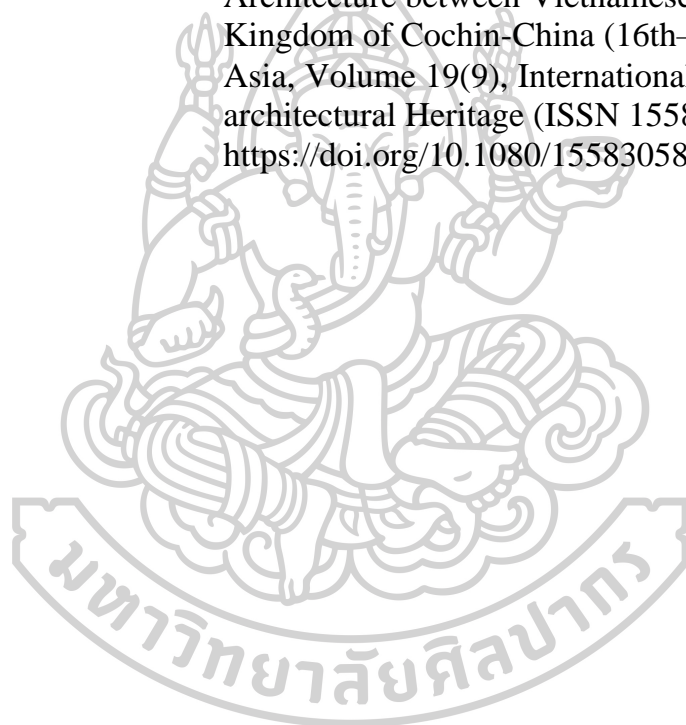 Architecture between Vietnamese
Kingdom of Cochin-China (16th–
Asia, Volume 19(9), International
architectural Heritage (ISSN 1558
https://doi.org/10.1080/15583058
มหาวิทยาลัยศิลปากร